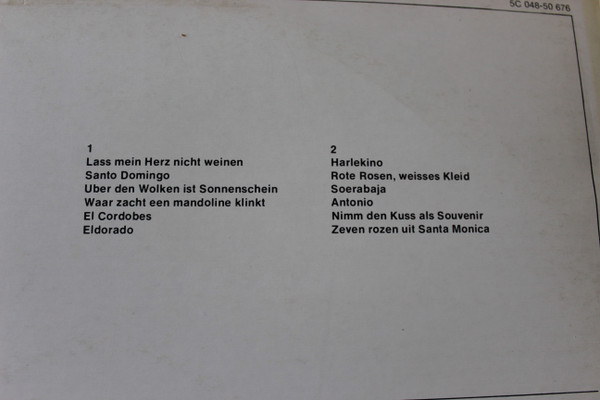 5C 048-50 676
1
Lass mein Herz nicht weinen
Santo Domingo
Uber den Wolken ist Sonnenschein
Waar zacht een mandoline klinkt
El Cordobes
Eldorado
2
Harlekino
Rote Rosen, weisses Kleid
Soerabaja
Antonio
Nimm den Kuss als Souvenir
Zeven rozen uit Santa Monica